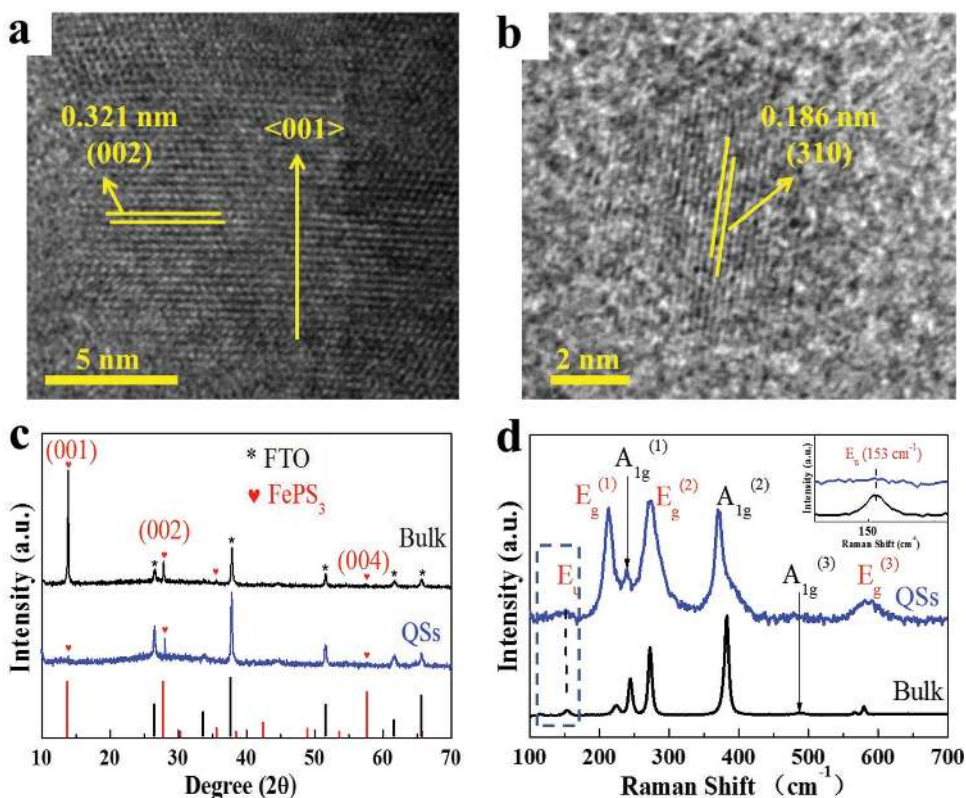 a
0.321 nm
(002)
<001>
5 nm
b
0.186 nm
(310)
2 nm
c
(001)
* FTO
♥ FePS3
(002)
(004)
Bulk
QSs
Intensity (a.u.)
10 20 30 40 50 60 70
Degree (2θ)
d
A1g(1)
Eg(1)
Eg(2)
A1g(2)
A1g(3)
Eg(3)
Eu
QSs
Bulk
Intensity (a.u.)
100 200 300 400 500 600 700
Raman Shift (cm-1)
Eu (153 cm-1)
Intensity (a.u.)
150
Raman Shift (cm-1)